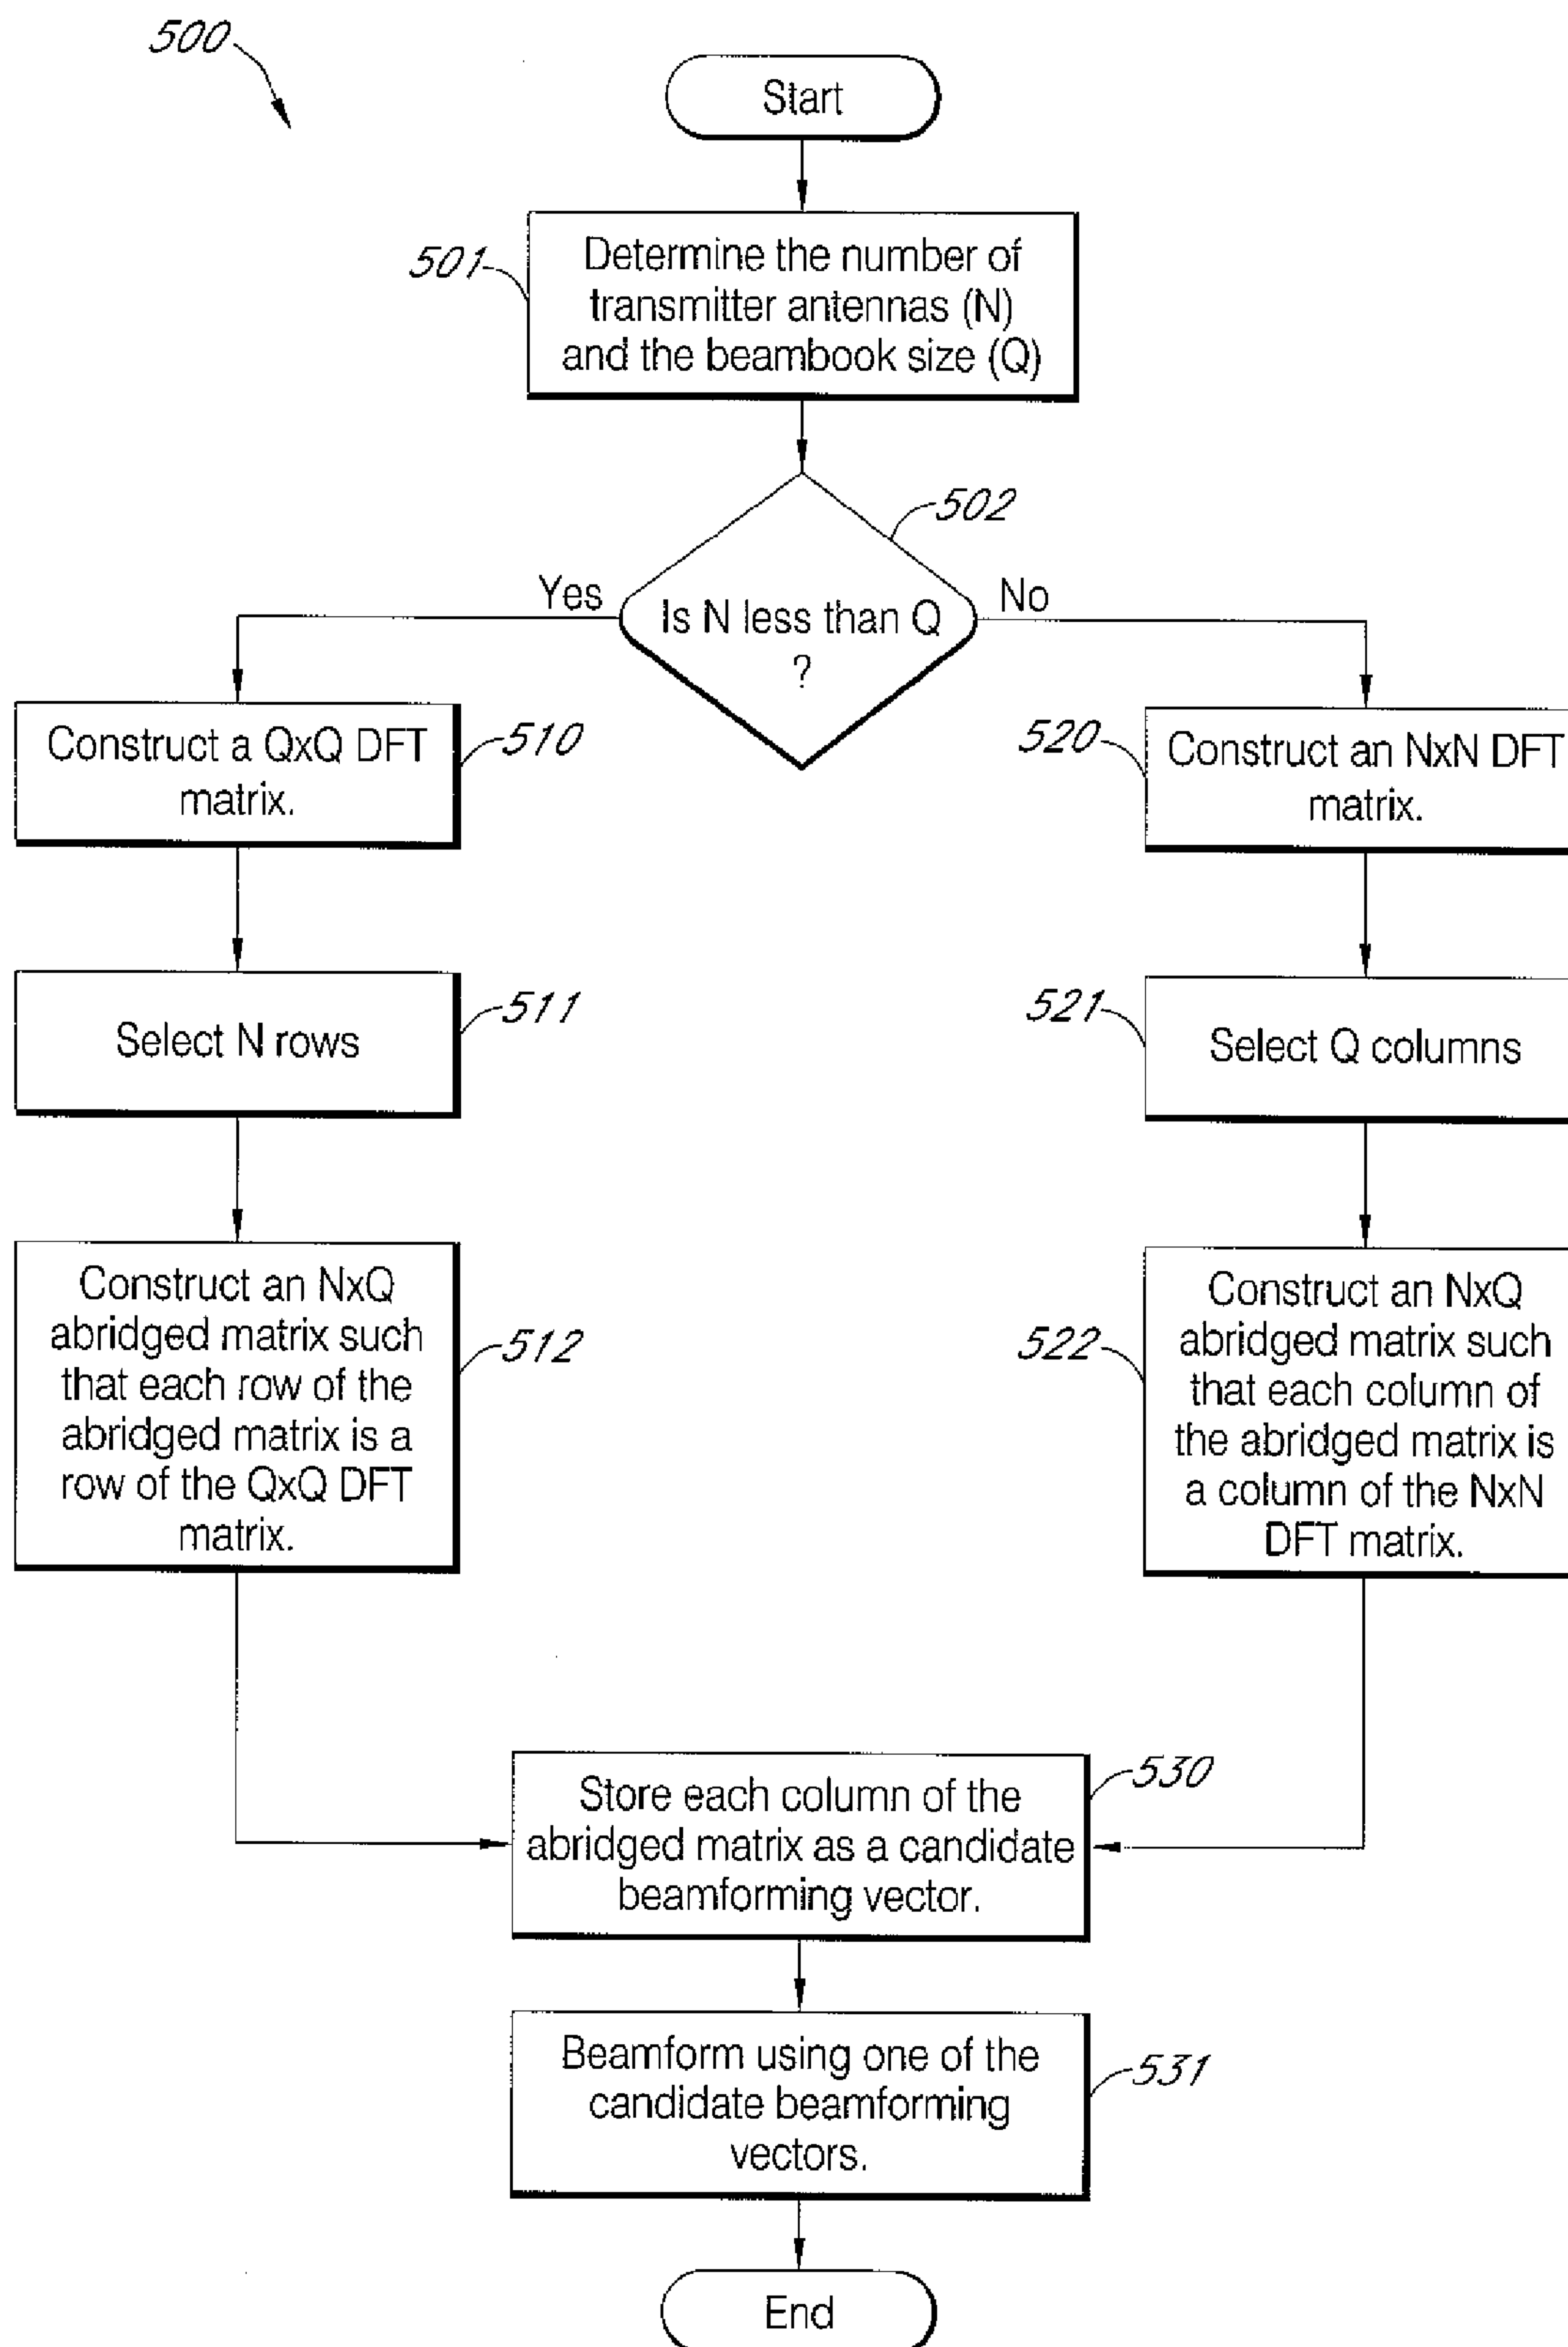 500
Start
501
Determine the number of
transmitter antennas (N)
and the beambook size (Q)
502
Is N less than Q
?
Yes
No
Construct a QxQ DFT
matrix.
510
Select N rows
511
Construct an NxQ
abridged matrix such
that each row of the
abridged matrix is a
row of the QxQ DFT
matrix.
512
520
Construct an NxN DFT
matrix.
521
Select Q columns
522
Construct an NxQ
abridged matrix such
that each column of
the abridged matrix is
a column of the NxN
DFT matrix.
530
Store each column of the
abridged matrix as a candidate
beamforming vector.
531
Beamform using one of the
candidate beamforming
vectors.
End